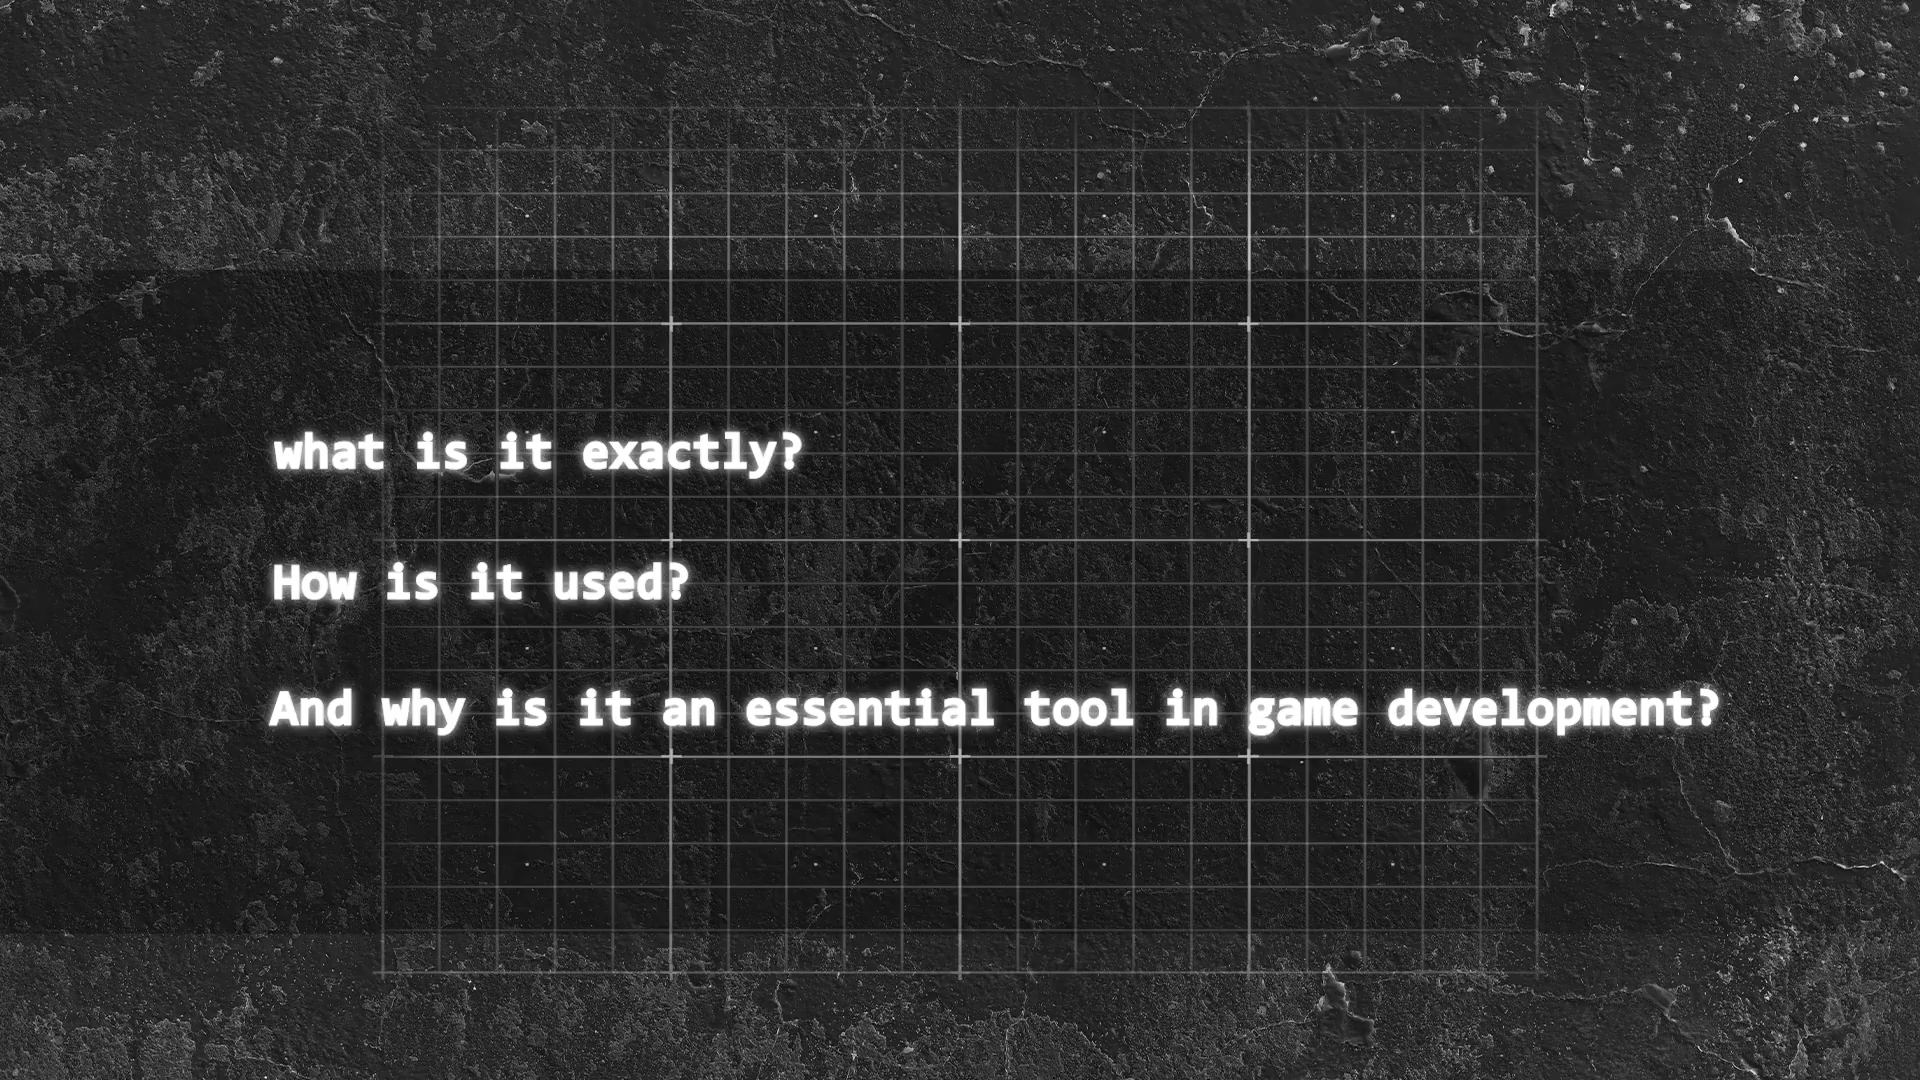 what is it exactly?
How is it used?
And why is it an essential tool in game development?